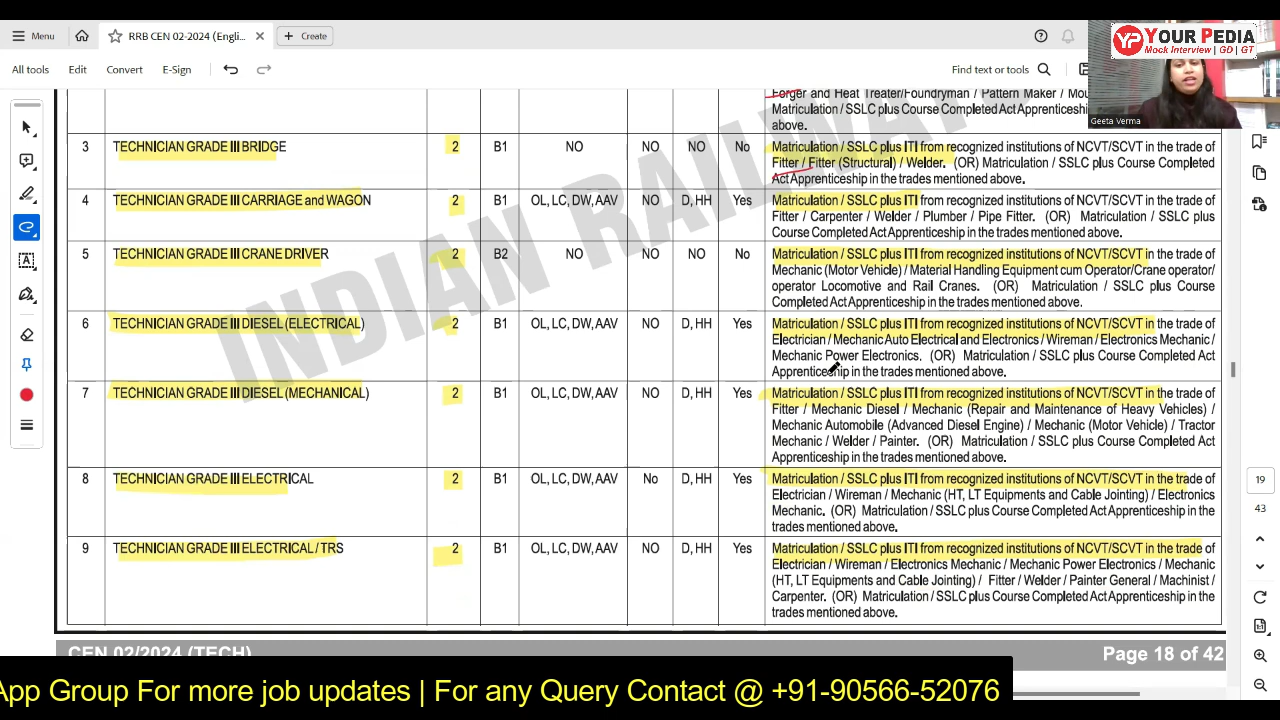 Menu
RRB CEN 02-2024 (Engli...
Create
YP YOUR PEDIA
Mock Interview | GD | GT
All tools Edit Convert E-Sign
Find text or tools
Geeta Verma
Forger and Heat Treater/Foundryman / Pattern Maker / Mou
Matriculation / SSLC plus Course Completed Act Apprenticeship
above.
3 TECHNICIAN GRADE III BRIDGE 2 B1 NO NO NO No Matriculation / SSLC plus ITI from recognized institutions of NCVT/SCVT in the trade of
Fitter / Fitter (Structural) / Welder. (OR) Matriculation / SSLC plus Course Completed
Act Apprenticeship in the trades mentioned above.
4 TECHNICIAN GRADE III CARRIAGE and WAGON 2 B1 OL, LC, DW, AAV NO D, HH Yes Matriculation / SSLC plus ITI from recognized institutions of NCVT/SCVT in the trade of
Fitter / Carpenter / Welder / Plumber / Pipe Fitter. (OR) Matriculation / SSLC plus
Course Completed Act Apprenticeship in the trades mentioned above.
5 TECHNICIAN GRADE III CRANE DRIVER 2 B2 NO NO NO No Matriculation / SSLC plus ITI from recognized institutions of NCVT/SCVT in the trade of
Mechanic (Motor Vehicle) / Material Handling Equipment cum Operator/Crane operator/
operator Locomotive and Rail Cranes. (OR) Matriculation / SSLC plus Course
Completed Act Apprenticeship in the trades mentioned above.
6 TECHNICIAN GRADE III DIESEL (ELECTRICAL) 2 B1 OL, LC, DW, AAV NO D, HH Yes Matriculation / SSLC plus ITI from recognized institutions of NCVT/SCVT in the trade of
Electrician / Mechanic Auto Electrical and Electronics / Wireman / Electronics Mechanic /
Mechanic Power Electronics. (OR) Matriculation / SSLC plus Course Completed Act
Apprenticeship in the trades mentioned above.
7 TECHNICIAN GRADE III DIESEL (MECHANICAL) 2 B1 OL, LC, DW, AAV NO D, HH Yes Matriculation / SSLC plus ITI from recognized institutions of NCVT/SCVT in the trade of
Fitter / Mechanic Diesel / Mechanic (Repair and Maintenance of Heavy Vehicles) /
Mechanic Automobile (Advanced Diesel Engine) / Mechanic (Motor Vehicle) / Tractor
Mechanic / Welder / Painter. (OR) Matriculation / SSLC plus Course Completed Act
Apprenticeship in the trades mentioned above.
8 TECHNICIAN GRADE III ELECTRICAL 2 B1 OL, LC, DW, AAV No D, HH Yes Matriculation / SSLC plus ITI from recognized institutions of NCVT/SCVT in the trade of
Electrician / Wireman / Mechanic (HT, LT Equipments and Cable Jointing) / Electronics
Mechanic. (OR) Matriculation / SSLC plus Course Completed Act Apprenticeship in the
trades mentioned above.
9 TECHNICIAN GRADE III ELECTRICAL / TRS 2 B1 OL, LC, DW, AAV NO D, HH Yes Matriculation / SSLC plus ITI from recognized institutions of NCVT/SCVT in the trade of
Electrician / Wireman / Electronics Mechanic / Mechanic Power Electronics / Mechanic
(HT, LT Equipments and Cable Jointing) / Fitter / Welder / Painter General / Machinist /
Carpenter. (OR) Matriculation / SSLC plus Course Completed Act Apprenticeship in the
trades mentioned above.
INDIAN RAILWAY
19
43
CEN 02/2024 (TECH) Page 18 of 42
App Group For more job updates | For any Query Contact @ +91-90566-52076